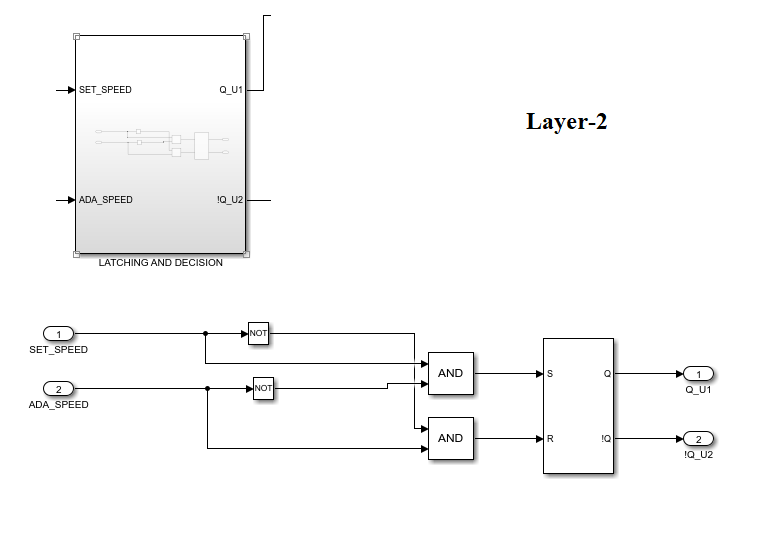 SET_SPEED
Q_U1
Layer-2
ADA_SPEED
!Q_U2
LATCHING AND DECISION
1
NOT
SET_SPEED
AND
S
Q
1
2
NOT
Q_U1
ADA_SPEED
AND
R
!Q
2
!Q_U2